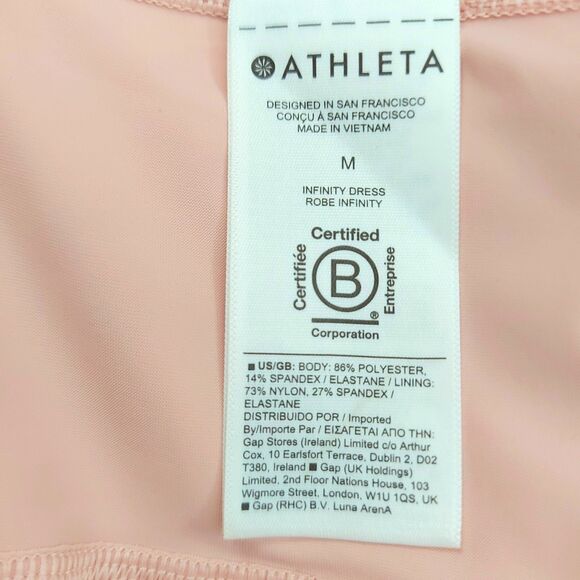 ATHLETA
DESIGNED IN SAN FRANCISCO
CONÇU À SAN FRANCISCO
MADE IN VIETNAM
M
INFINITY DRESS
ROBE INFINITY
Certified
Certifiée
B
Entreprise
®
Corporation
■ US/GB: BODY: 86% POLYESTER,
14% SPANDEX / ELASTANE / LINING:
73% NYLON, 27% SPANDEX /
ELASTANE
DISTRIBUIDO POR / Imported
By/Importe Par / ΕΙΣΑΓΕΤΑΙ ΑΠΟ ΤΗΝ:
Gap Stores (Ireland) Limited c/o Arthur
Cox, 10 Earlsfort Terrace, Dublin 2, D02
T380, Ireland ■ Gap (UK Holdings)
Limited, 2nd Floor Nations House, 103
Wigmore Street, London, W1U 1QS, UK
■ Gap (RHC) B.V. Luna ArenA